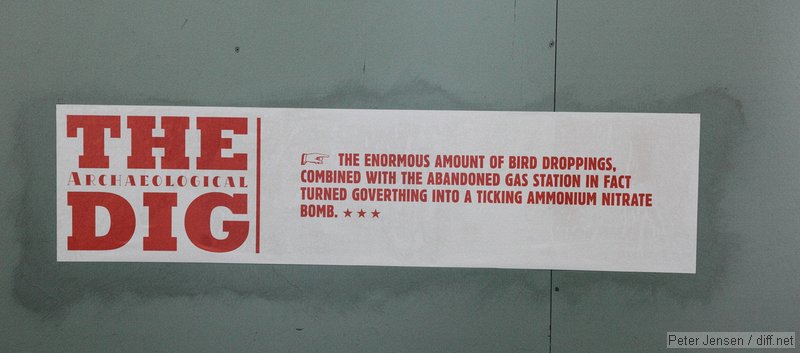 THE
ARCHAEOLOGICAL
DIG
☞ THE ENORMOUS AMOUNT OF BIRD DROPPINGS,
COMBINED WITH THE ABANDONED GAS STATION IN FACT
TURNED GOVERTHING INTO A TICKING AMMONIUM NITRATE
BOMB. ★ ★ ★
Peter Jensen / diff.net